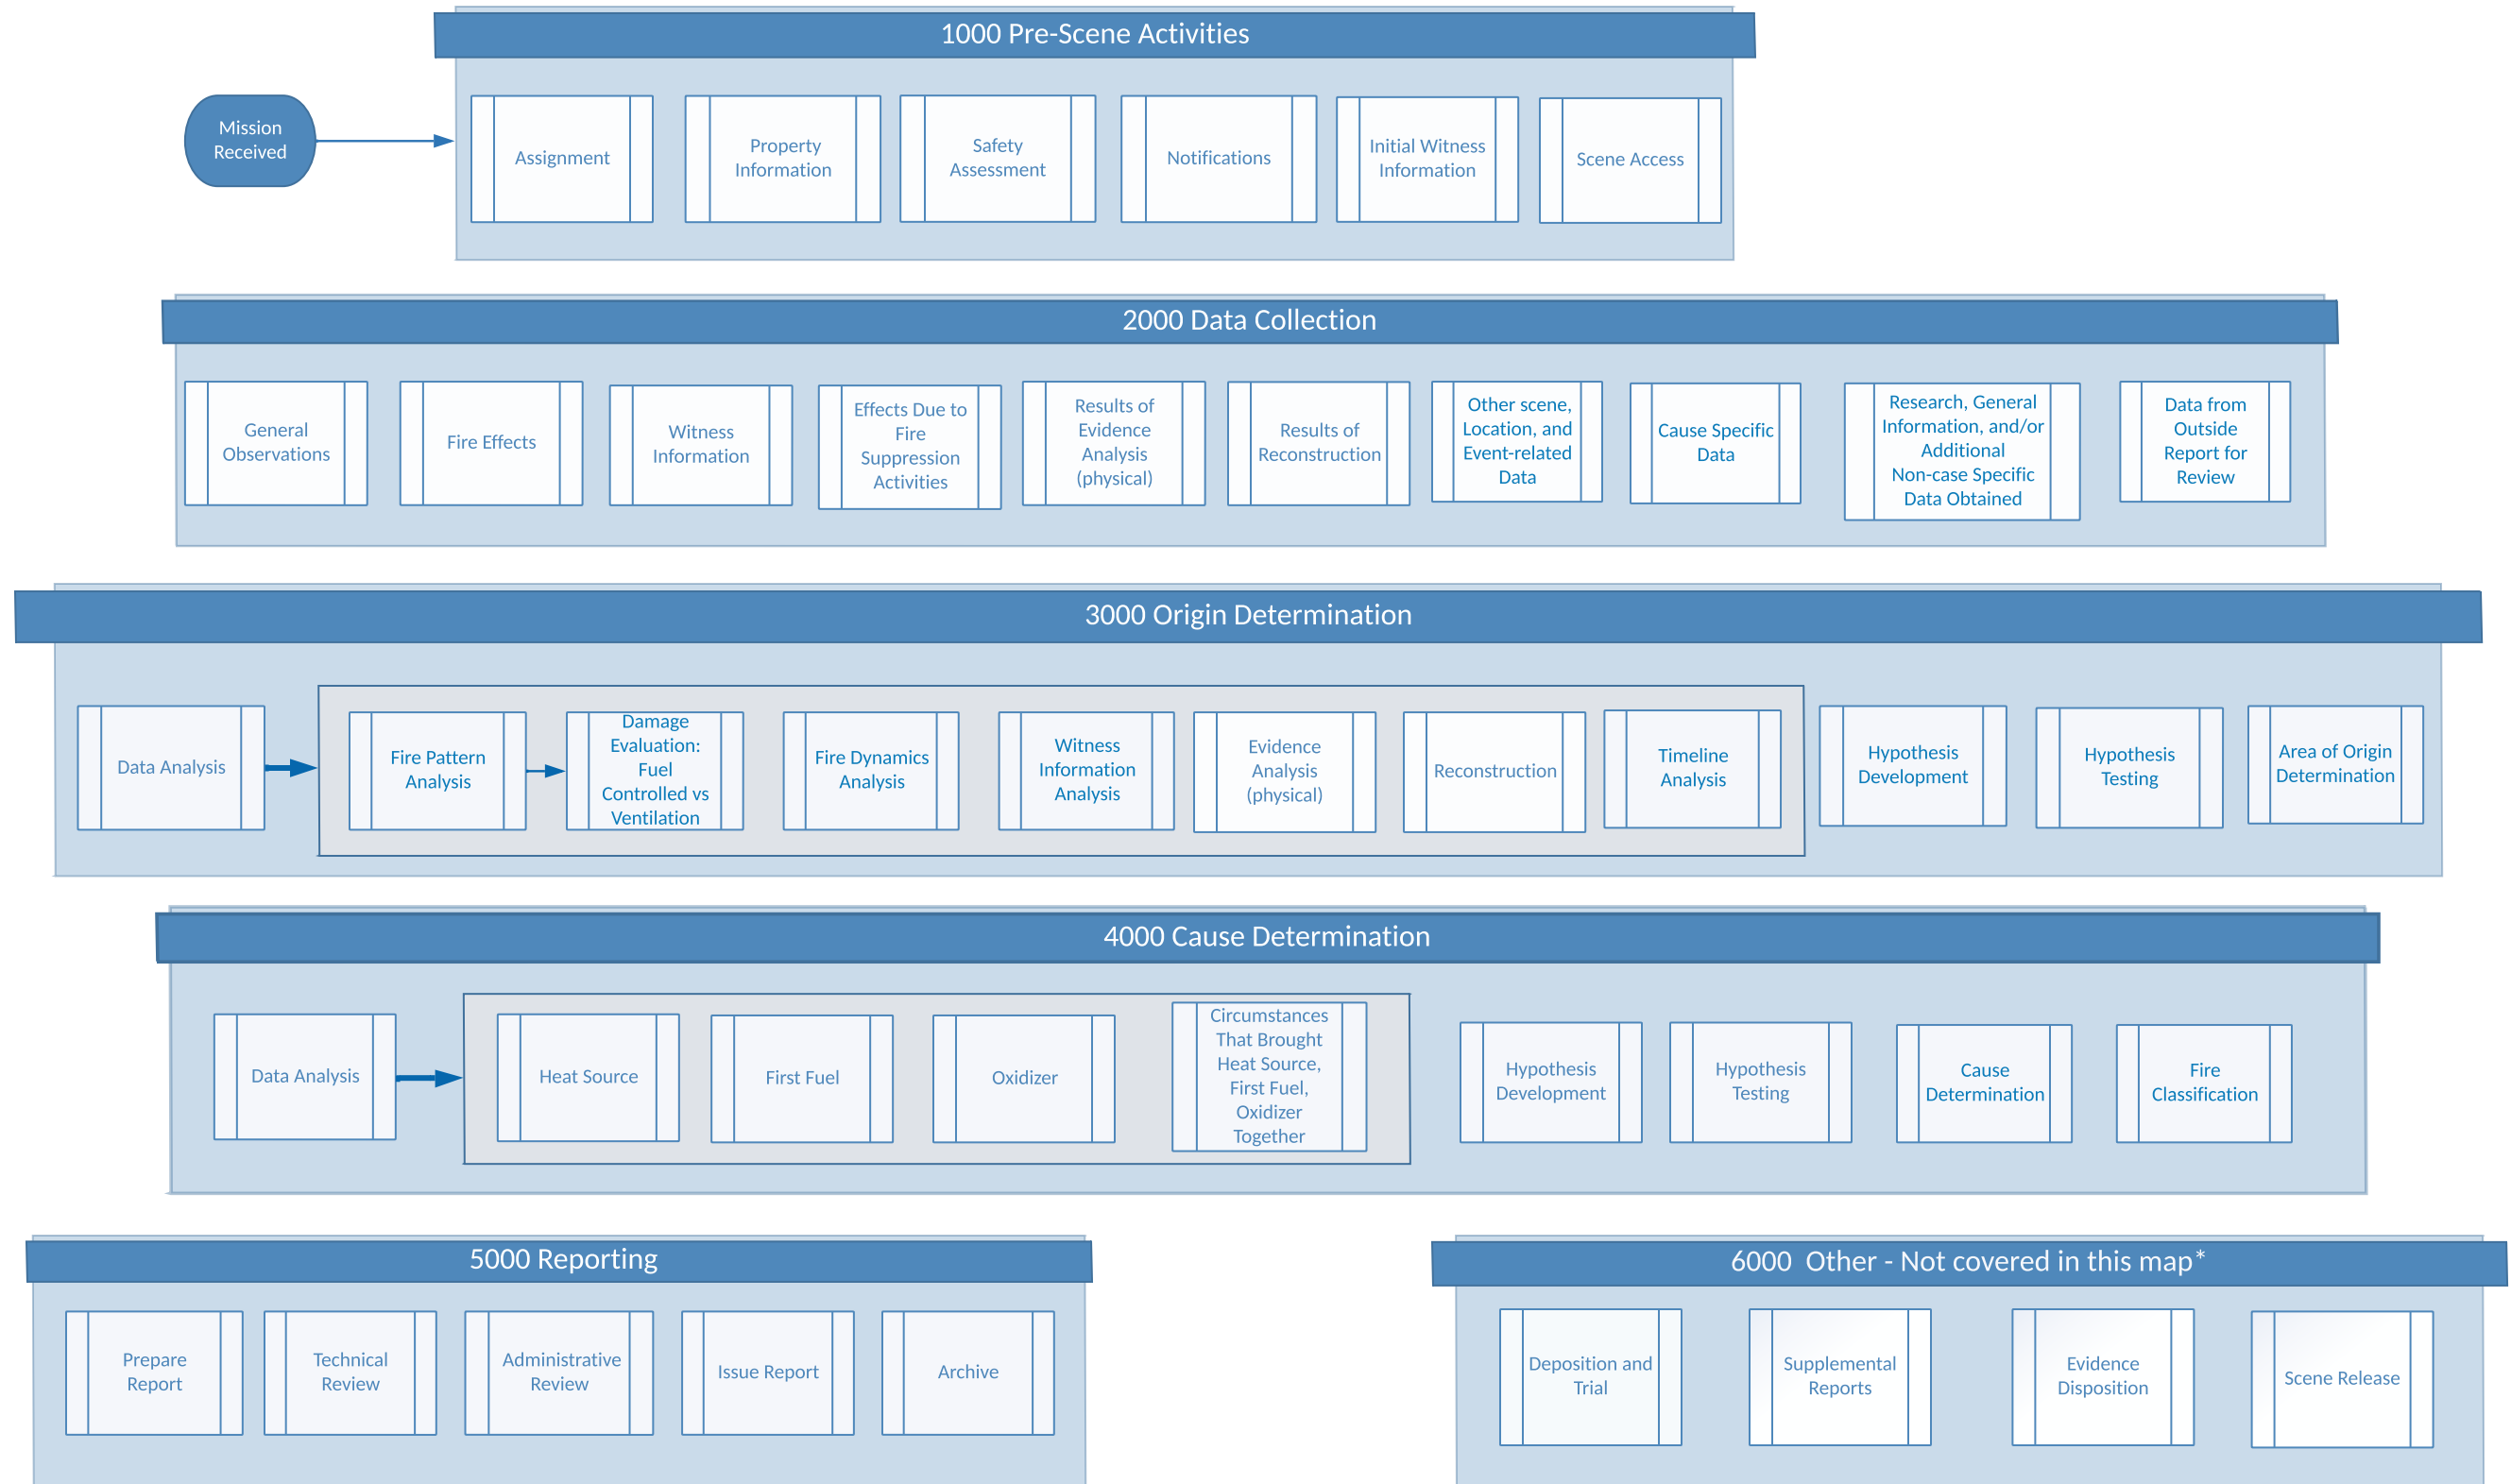 1000 Pre-Scene Activities
Mission
Received
Assignment
Property
Information
Safety
Assessment
Notifications
Initial Witness
Information
Scene Access
2000 Data Collection
General
Observations
Fire Effects
Witness
Information
Effects Due to
Fire
Suppression
Activities
Results of
Evidence
Analysis
(physical)
Results of
Reconstruction
Other scene,
Location, and
Event-related
Data
Cause Specific
Data
Research, General
Information, and/or
Additional
Non-case Specific
Data Obtained
Data from
Outside
Report for
Review
3000 Origin Determination
Data Analysis
Fire Pattern
Analysis
Damage
Evaluation:
Fuel
Controlled vs
Ventilation
Fire Dynamics
Analysis
Witness
Information
Analysis
Evidence
Analysis
(physical)
Reconstruction
Timeline
Analysis
Hypothesis
Development
Hypothesis
Testing
Area of Origin
Determination
4000 Cause Determination
Data Analysis
Heat Source
First Fuel
Oxidizer
Circumstances
That Brought
Heat Source,
First Fuel,
Oxidizer
Together
Hypothesis
Development
Hypothesis
Testing
Cause
Determination
Fire
Classification
5000 Reporting
Prepare
Report
Technical
Review
Administrative
Review
Issue Report
Archive
6000  Other - Not covered in this map*
Deposition and
Trial
Supplemental
Reports
Evidence
Disposition
Scene Release